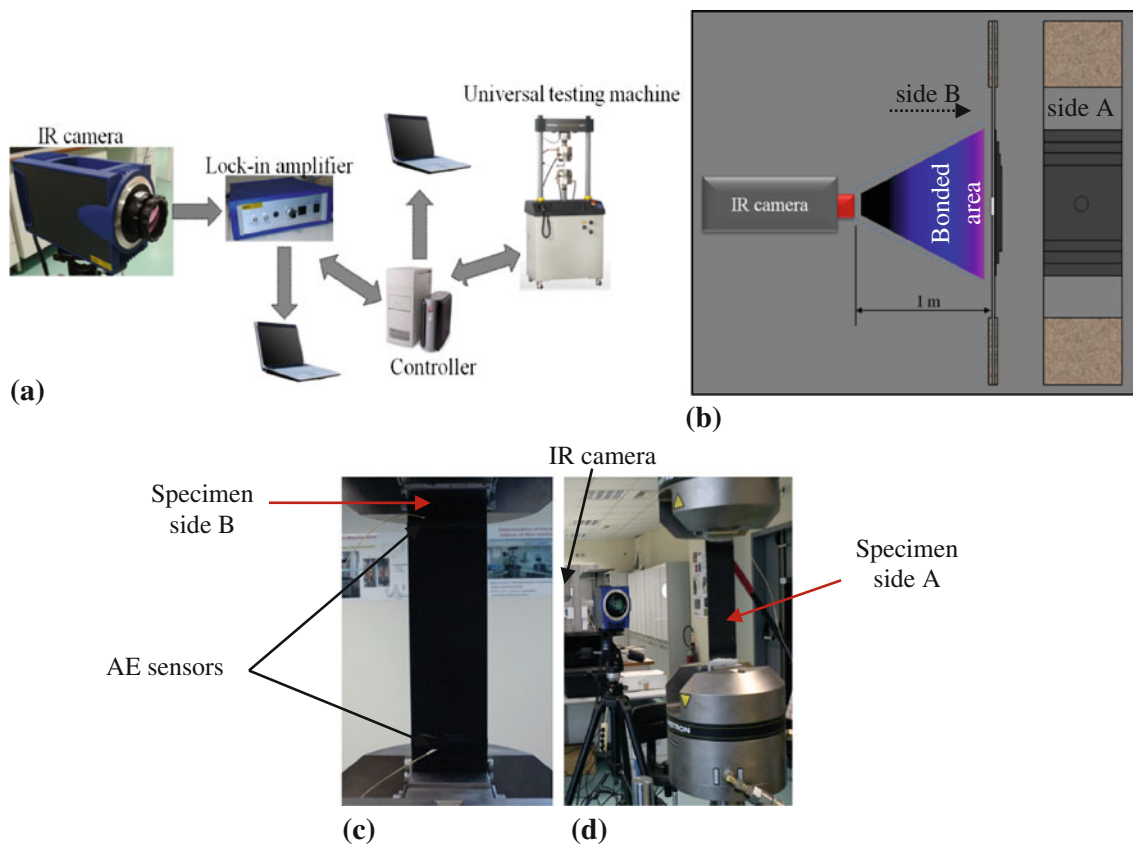 IR camera
Lock-in amplifier
Universal testing machine
Controller
(a)
side B
side A
IR camera
Bonded
area
1 m
(b)
IR camera
Specimen
side B
AE sensors
Specimen
side A
(c)
(d)